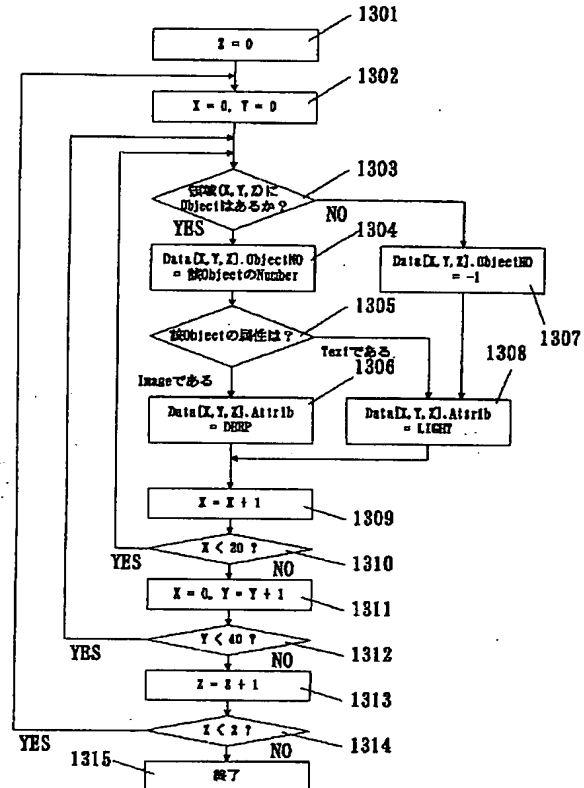 1301
Z = 0
1302
X = 0, Y = 0
1303
領域(X, Y, Z)に
Objectはあるか?
YES
NO
1304
Data[X, Y, Z].ObjectNO
= 該ObjectのNumber
Data[X, Y, Z].ObjectNO
= -1
1305
1307
該Objectの属性は?
Textである
1308
Imageである
1306
Data[X, Y, Z].Attrib
= DEEP
Data[X, Y, Z].Attrib
= LIGHT
X = X + 1
1309
X < 20 ?
1310
YES
NO
X = 0, Y = Y + 1
1311
Y < 40 ?
1312
YES
NO
Z = Z + 1
1313
Z < 2 ?
1314
YES
NO
1315
終了